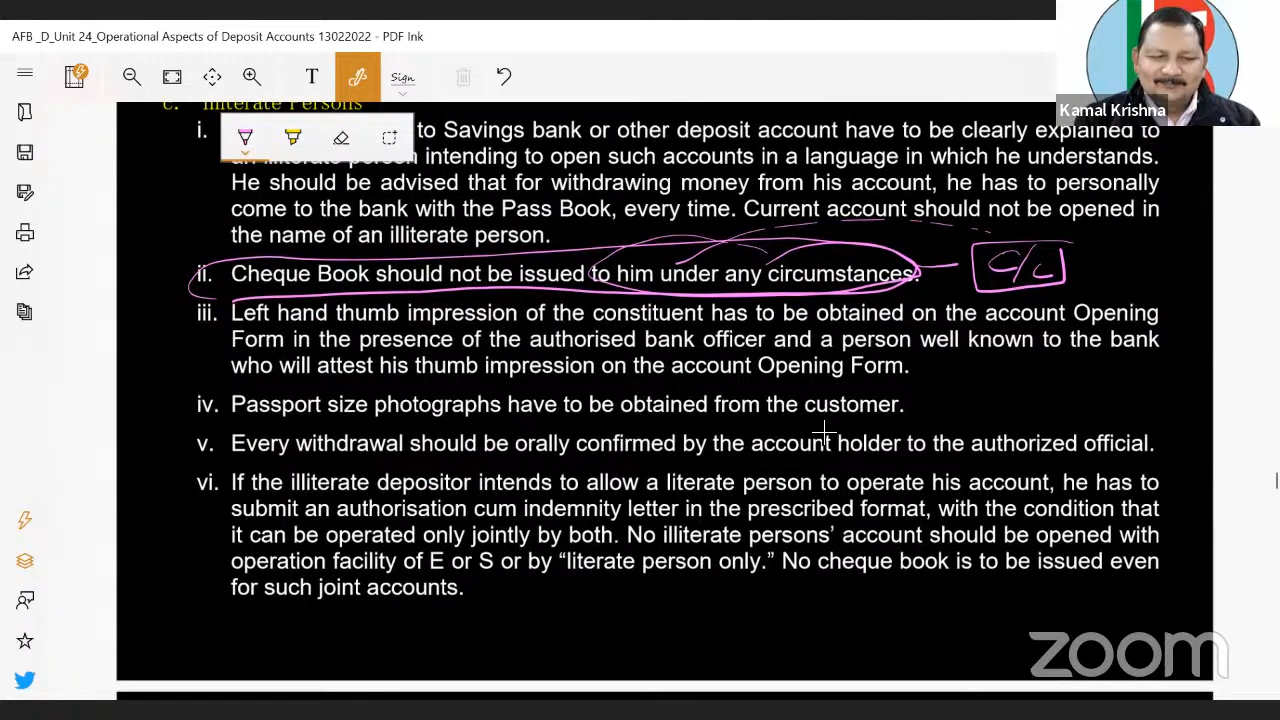 AFB _D_Unit 24_Operational Aspects of Deposit Accounts 13022022 - PDF Ink
T
Sign
Kamal Krishna
c. Illiterate Persons
i. to Savings bank or other deposit account have to be clearly explained to
an illiterate person intending to open such accounts in a language in which he understands.
He should be advised that for withdrawing money from his account, he has to personally
come to the bank with the Pass Book, every time. Current account should not be opened in
the name of an illiterate person.
ii. Cheque Book should not be issued to him under any circumstances.
C/C
iii. Left hand thumb impression of the constituent has to be obtained on the account Opening
Form in the presence of the authorised bank officer and a person well known to the bank
who will attest his thumb impression on the account Opening Form.
iv. Passport size photographs have to be obtained from the customer.
v. Every withdrawal should be orally confirmed by the account holder to the authorized official.
vi. If the illiterate depositor intends to allow a literate person to operate his account, he has to
submit an authorisation cum indemnity letter in the prescribed format, with the condition that
it can be operated only jointly by both. No illiterate persons' account should be opened with
operation facility of E or S or by “literate person only.” No cheque book is to be issued even
for such joint accounts.
zoom